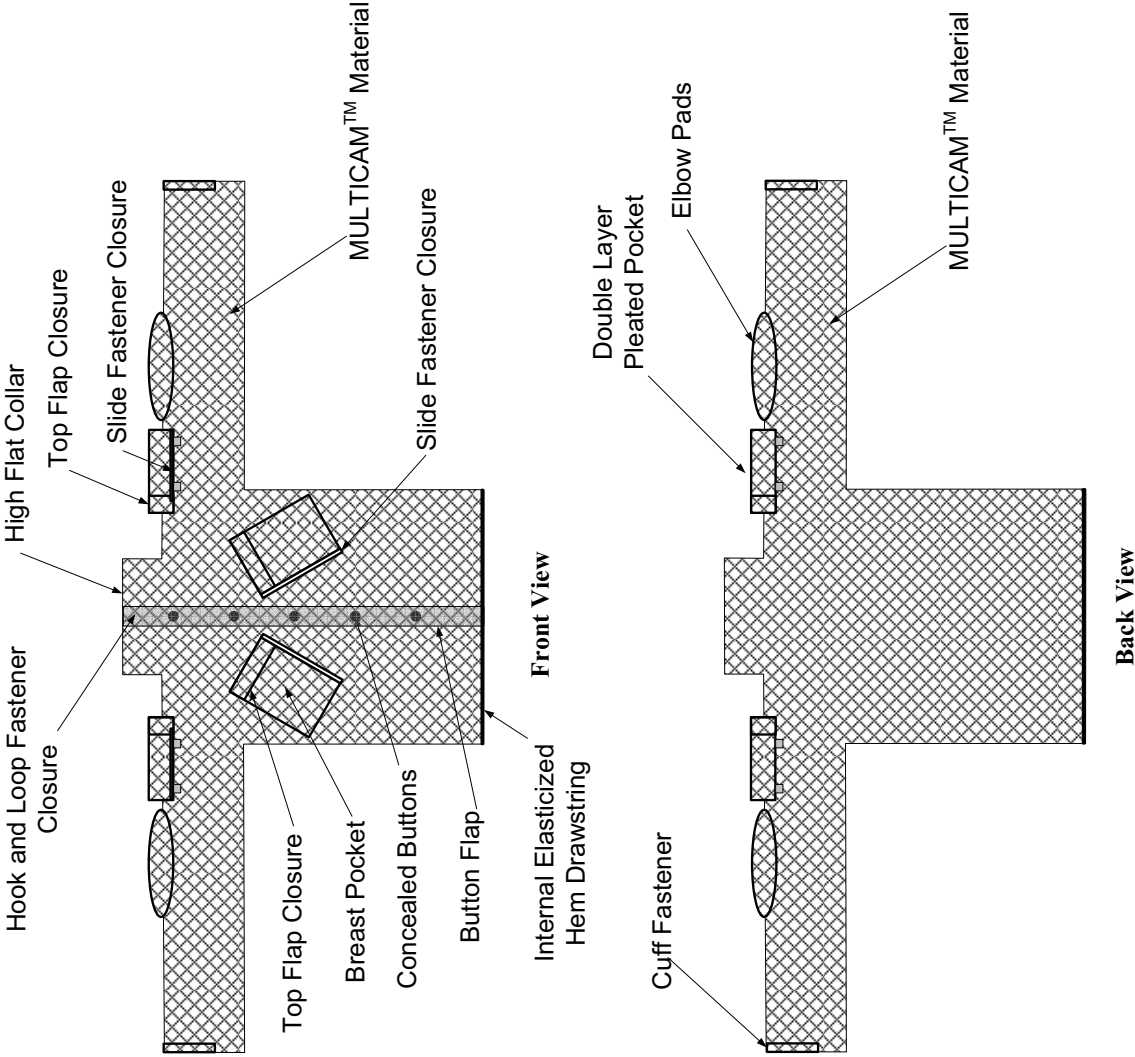 Hook and Loop Fastener
Closure
High Flat Collar
Top Flap Closure
Slide Fastener Closure
MULTICAM™ Material
Slide Fastener Closure
Top Flap Closure
Breast Pocket
Concealed Buttons
Button Flap
Internal Elasticized
Hem Drawstring
Front View
Cuff Fastener
Double Layer
Pleated Pocket
Elbow Pads
MULTICAM™ Material
Back View